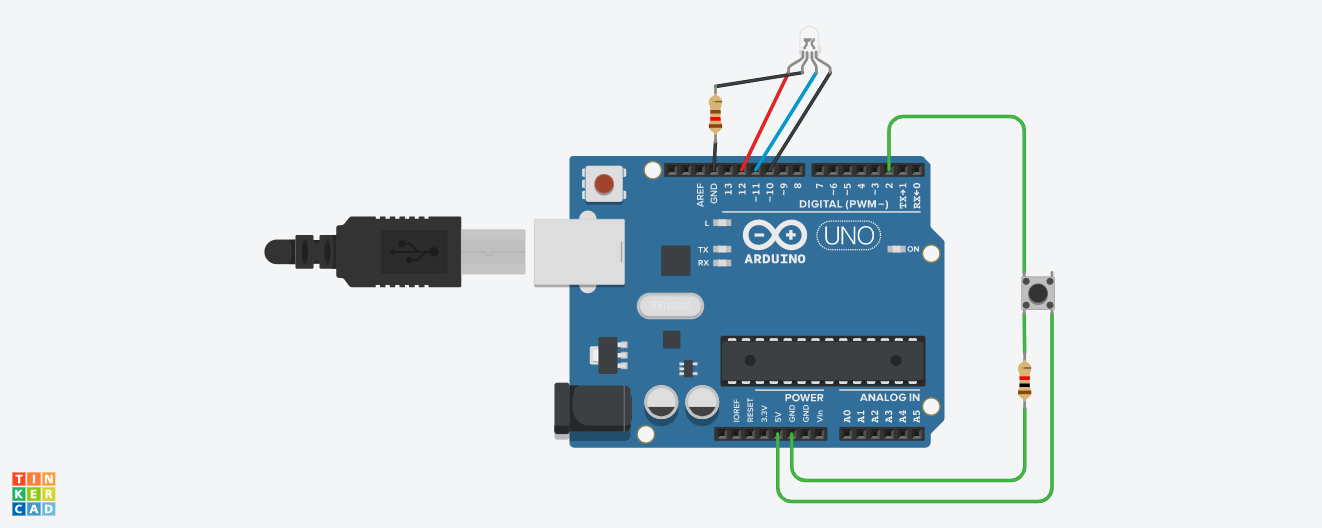 AREF
GND
13
12
~11
~10
~9
8
7
~6
~5
4
~3
2
TX→1
RX←0
DIGITAL (PWM~)
L
TX
RX
UNO
ON
ARDUINO
POWER
ANALOG IN
IOREF
RESET
3.3V
5V
GND
GND
Vin
A0
A1
A2
A3
A4
A5
TIN
KER
CAD